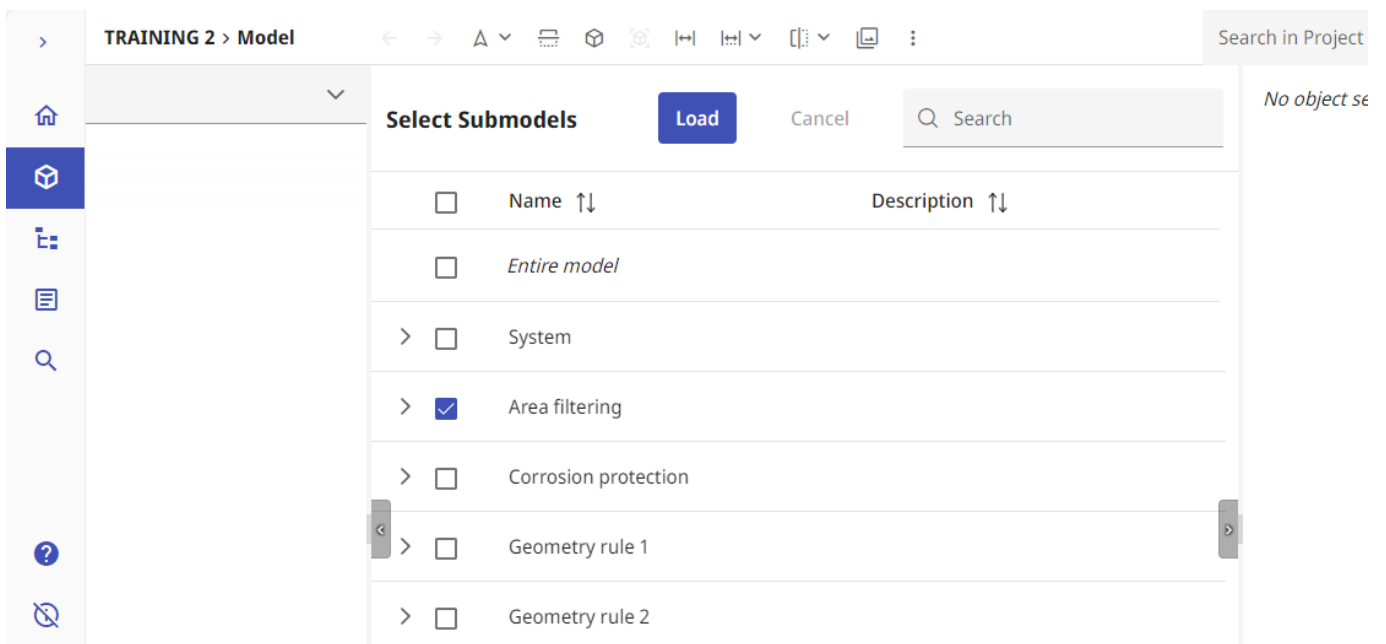 TRAINING 2 > Model
Search in Project
No object se
Select Submodels
Load
Cancel
Search
Name
Description
Entire model
System
Area filtering
Corrosion protection
Geometry rule 1
Geometry rule 2